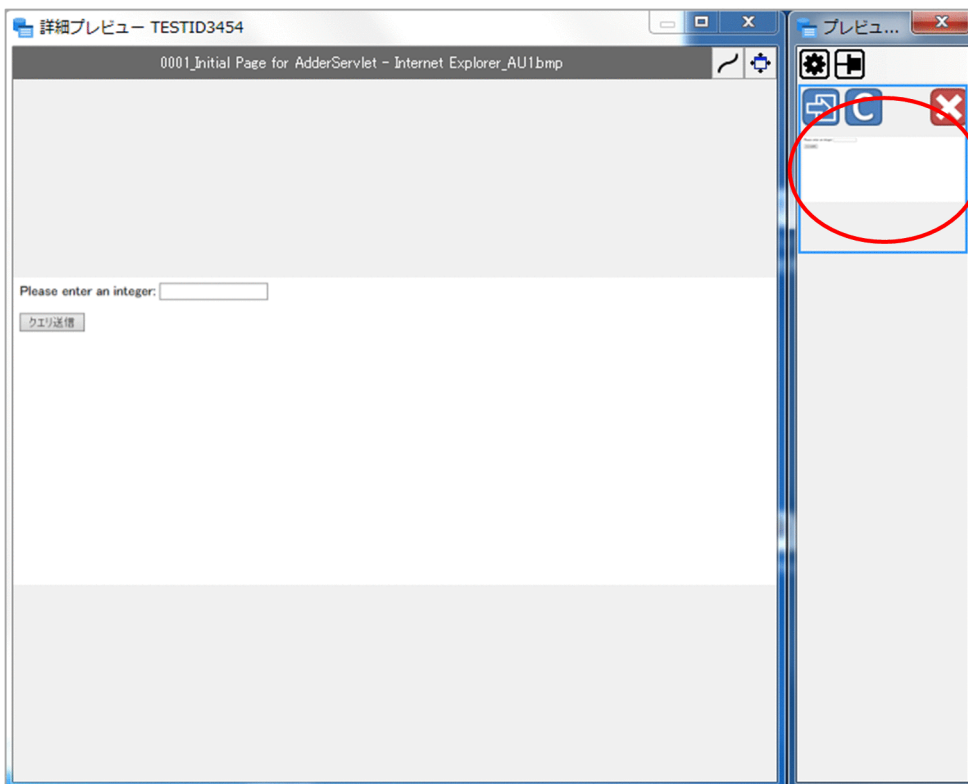 詳細プレビュー TESTID3454
プレビュ...
0001_Initial Page for AdderServlet - Internet Explorer_AU1.bmp
C
Please enter an integer:
クエリ送信